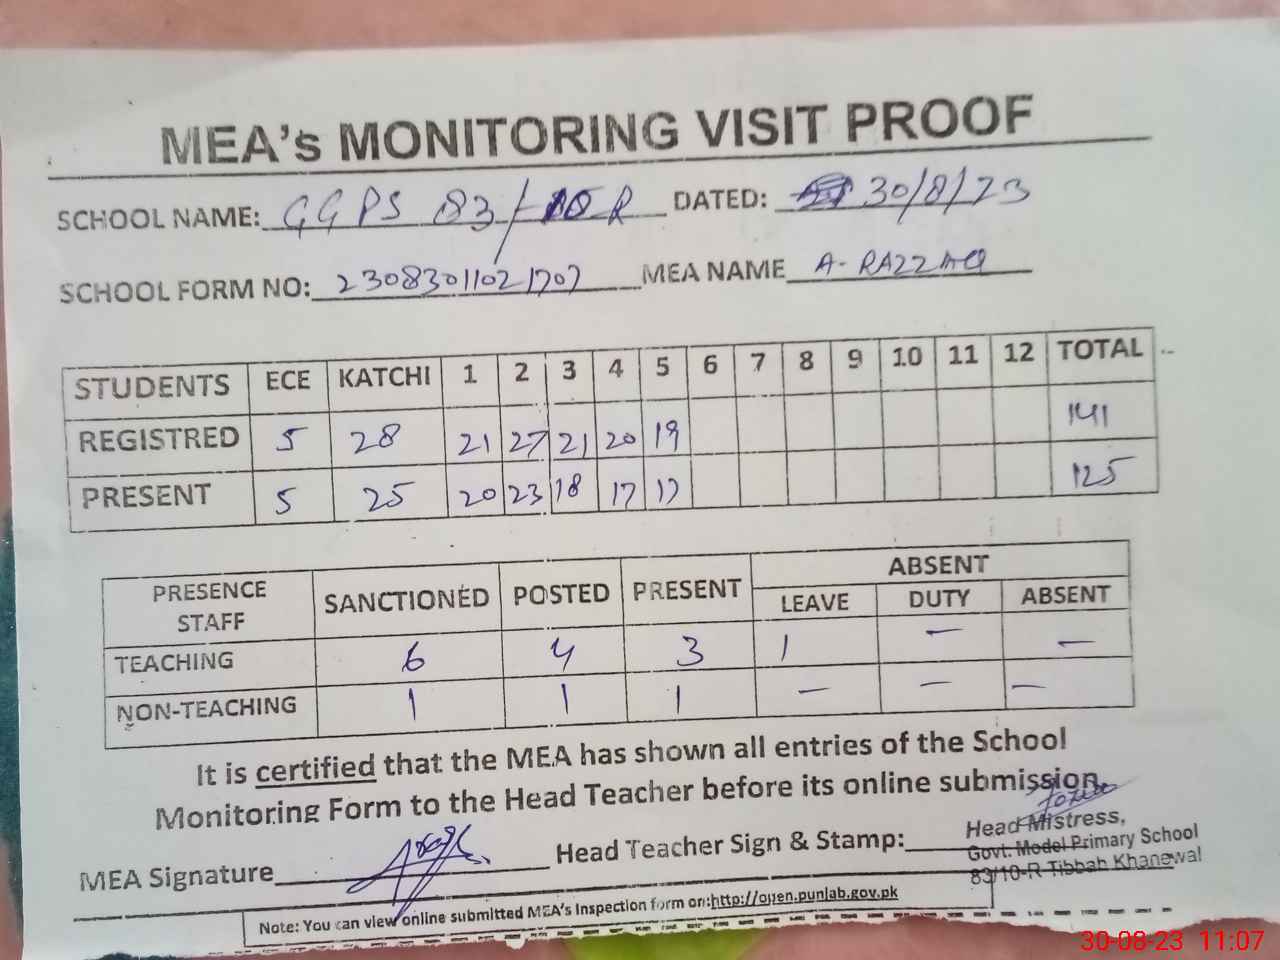 MEA's MONITORING VISIT PROOF
SCHOOL NAME: GGPS 83/10R DATED: 30/8/23
SCHOOL FORM NO: 23083011021707 MEA NAME A-RAZZAQ
STUDENTS ECE KATCHI 1 2 3 4 5 6 7 8 9 10 11 12 TOTAL
REGISTRED 5 28 21 27 21 20 19 141
PRESENT 5 25 20 23 18 17 17 125
PRESENCE STAFF SANCTIONED POSTED PRESENT ABSENT
LEAVE DUTY ABSENT
TEACHING 6 4 3 1 — —
NON-TEACHING 1 1 1 — — —
It is certified that the MEA has shown all entries of the School
Monitoring Form to the Head Teacher before its online submission.
MEA Signature Head Teacher Sign & Stamp:
Head Mistress,
Govt: Model Primary School
83/10-R Tibbah Khanewal
Note: You can view online submitted MEA's Inspection form on:http://open.punjab.gov.pk
30-08-23 11:07